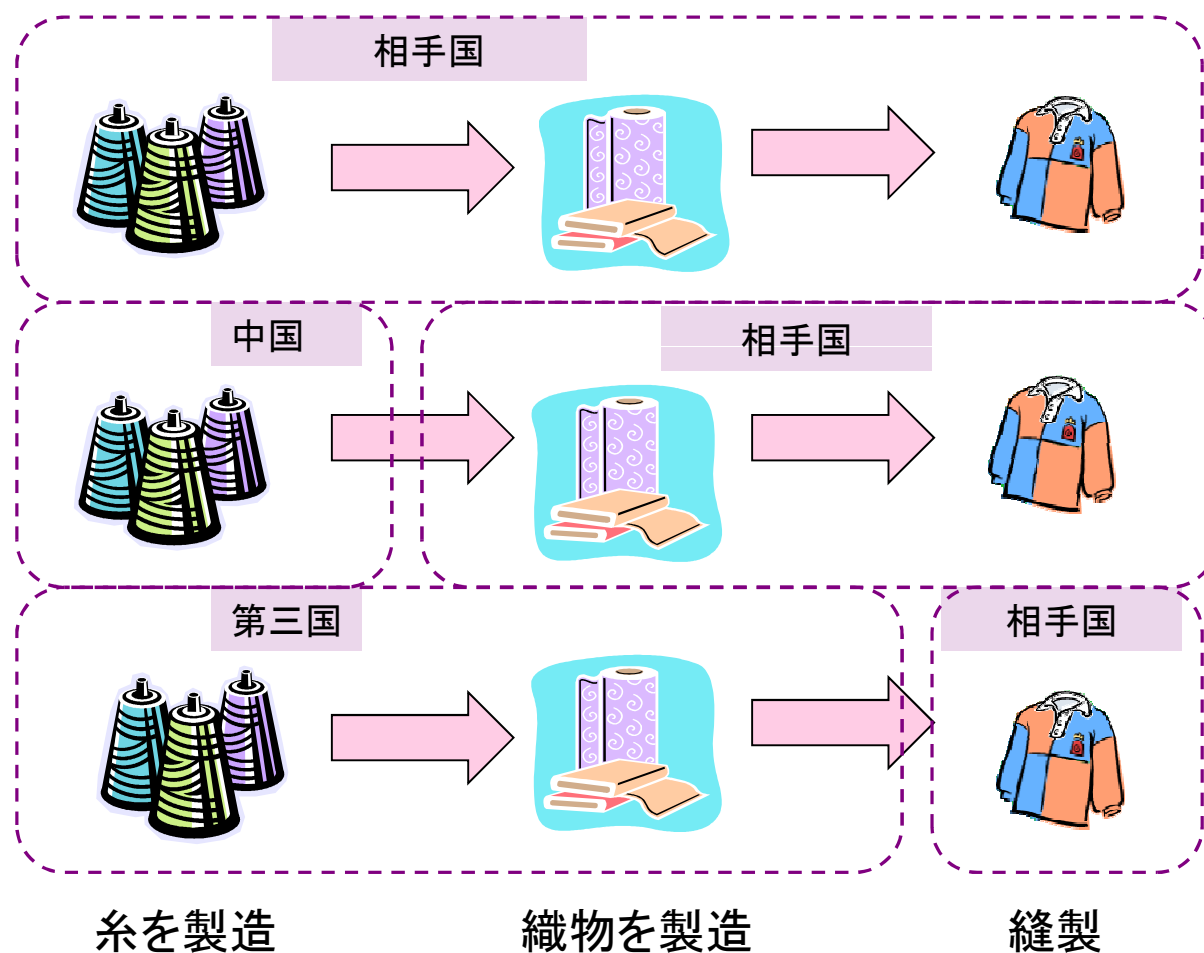 相手国
中国
相手国
第三国
相手国
糸を製造
織物を製造
縫製